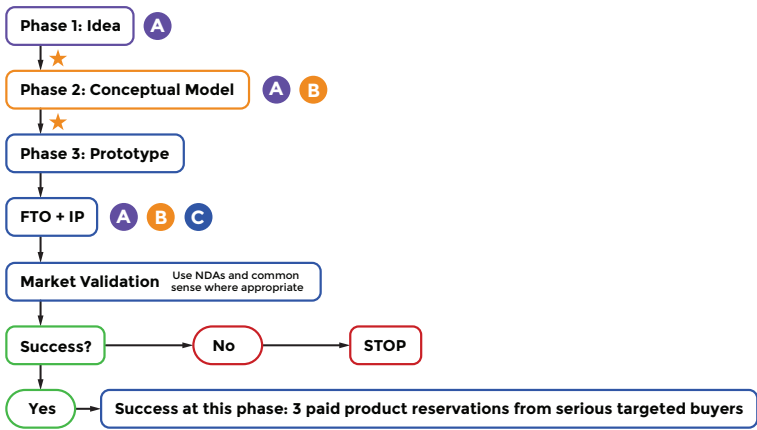 Phase 1: Idea A
Phase 2: Conceptual Model A B
Phase 3: Prototype
FTO + IP A B C
Market Validation Use NDAs and common
sense where appropriate
Success? No STOP
Yes Success at this phase: 3 paid product reservations from serious targeted buyers